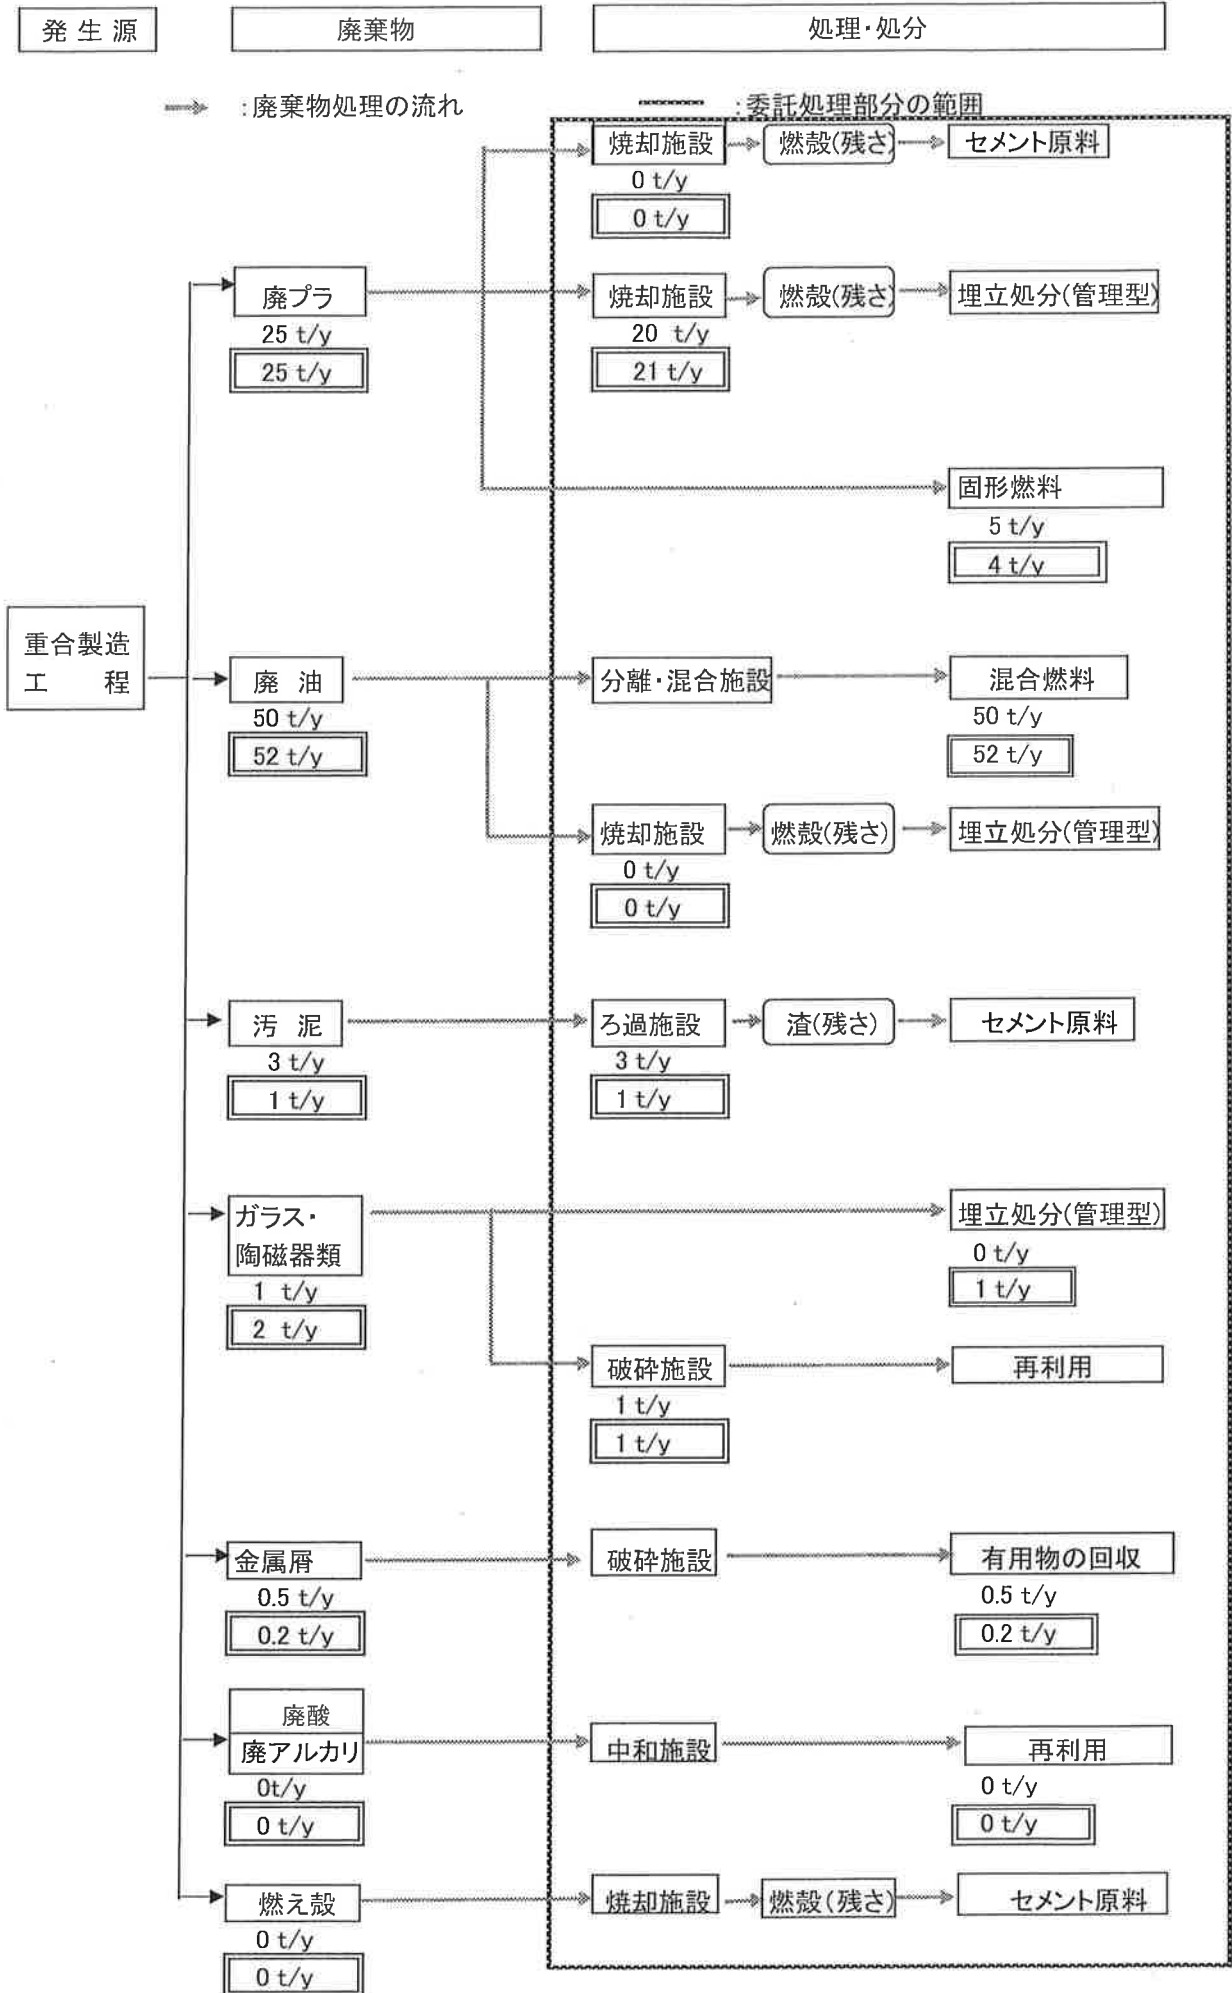 発 生 源
廃棄物
処理・処分
:廃棄物処理の流れ
:委託処理部分の範囲
焼却施設
燃殻(残さ)
セメント原料
0 t/y
0 t/y
廃プラ
25 t/y
25 t/y
焼却施設
燃殻(残さ)
埋立処分(管理型)
20 t/y
21 t/y
固形燃料
5 t/y
4 t/y
重合製造
工 程
廃 油
50 t/y
52 t/y
分離・混合施設
混合燃料
50 t/y
52 t/y
焼却施設
燃殻(残さ)
埋立処分(管理型)
0 t/y
0 t/y
汚 泥
3 t/y
1 t/y
ろ過施設
渣(残さ)
セメント原料
3 t/y
1 t/y
ガラス・
陶磁器類
1 t/y
2 t/y
埋立処分(管理型)
0 t/y
1 t/y
破砕施設
再利用
1 t/y
1 t/y
金属屑
0.5 t/y
0.2 t/y
破砕施設
有用物の回収
0.5 t/y
0.2 t/y
廃酸
廃アルカリ
0t/y
0 t/y
中和施設
再利用
0 t/y
0 t/y
燃え殻
0 t/y
0 t/y
焼却施設
燃殻(残さ)
セメント原料